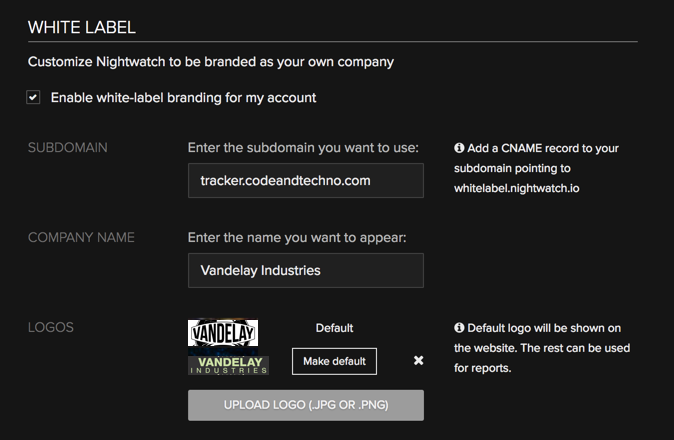 WHITE LABEL
Customize Nightwatch to be branded as your own company
Enable white-label branding for my account
SUBDOMAIN
Enter the subdomain you want to use:
tracker.codeandtechno.com
Add a CNAME record to your
subdomain pointing to
whitelabel.nightwatch.io
COMPANY NAME
Enter the name you want to appear:
Vandelay Industries
LOGOS
VANDELAY
Default
VANDELAY
INDUSTRIES
Make default
Default logo will be shown on
the website. The rest can be used
for reports.
UPLOAD LOGO (.JPG OR .PNG)